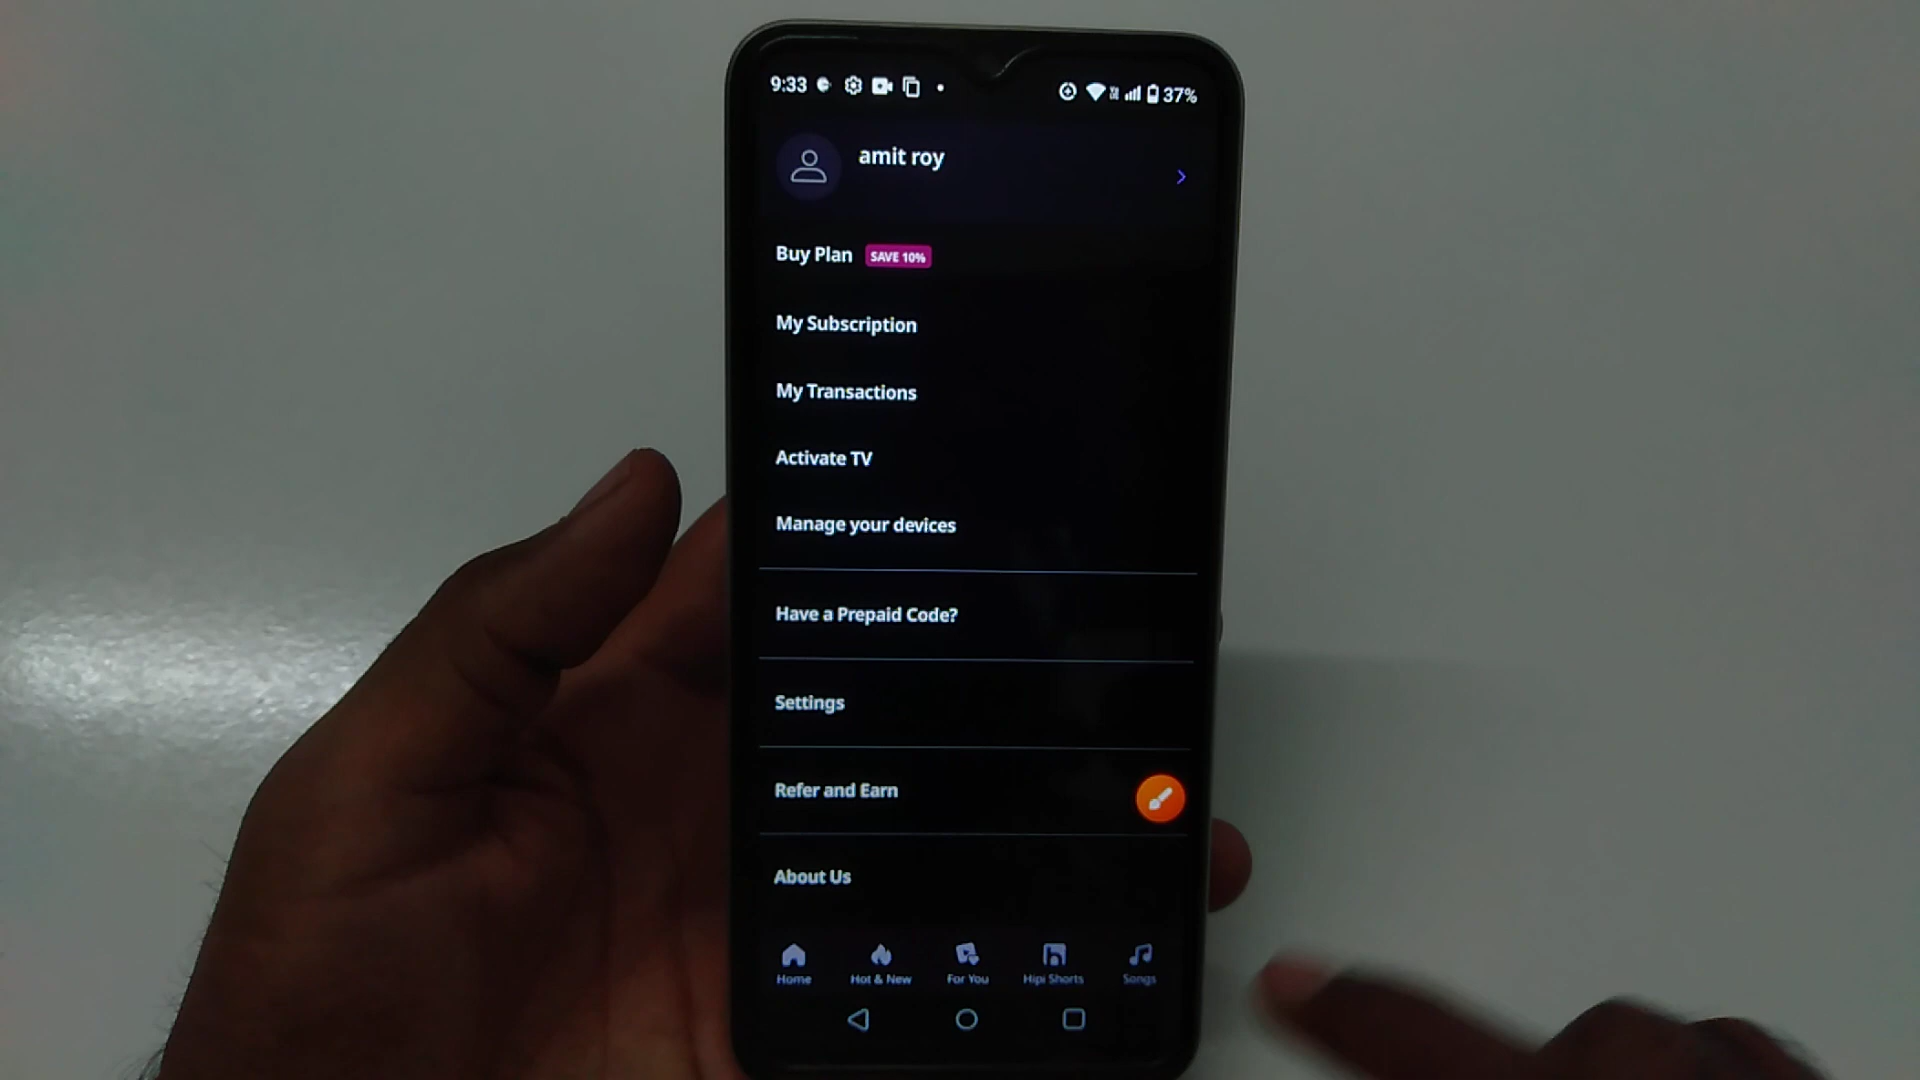 9:33 37%
amit roy
Buy Plan SAVE 10%
My Subscription
My Transactions
Activate TV
Manage your devices
Have a Prepaid Code?
Settings
Refer and Earn
About Us
Home Hot & New For You Hipi Shorts Songs